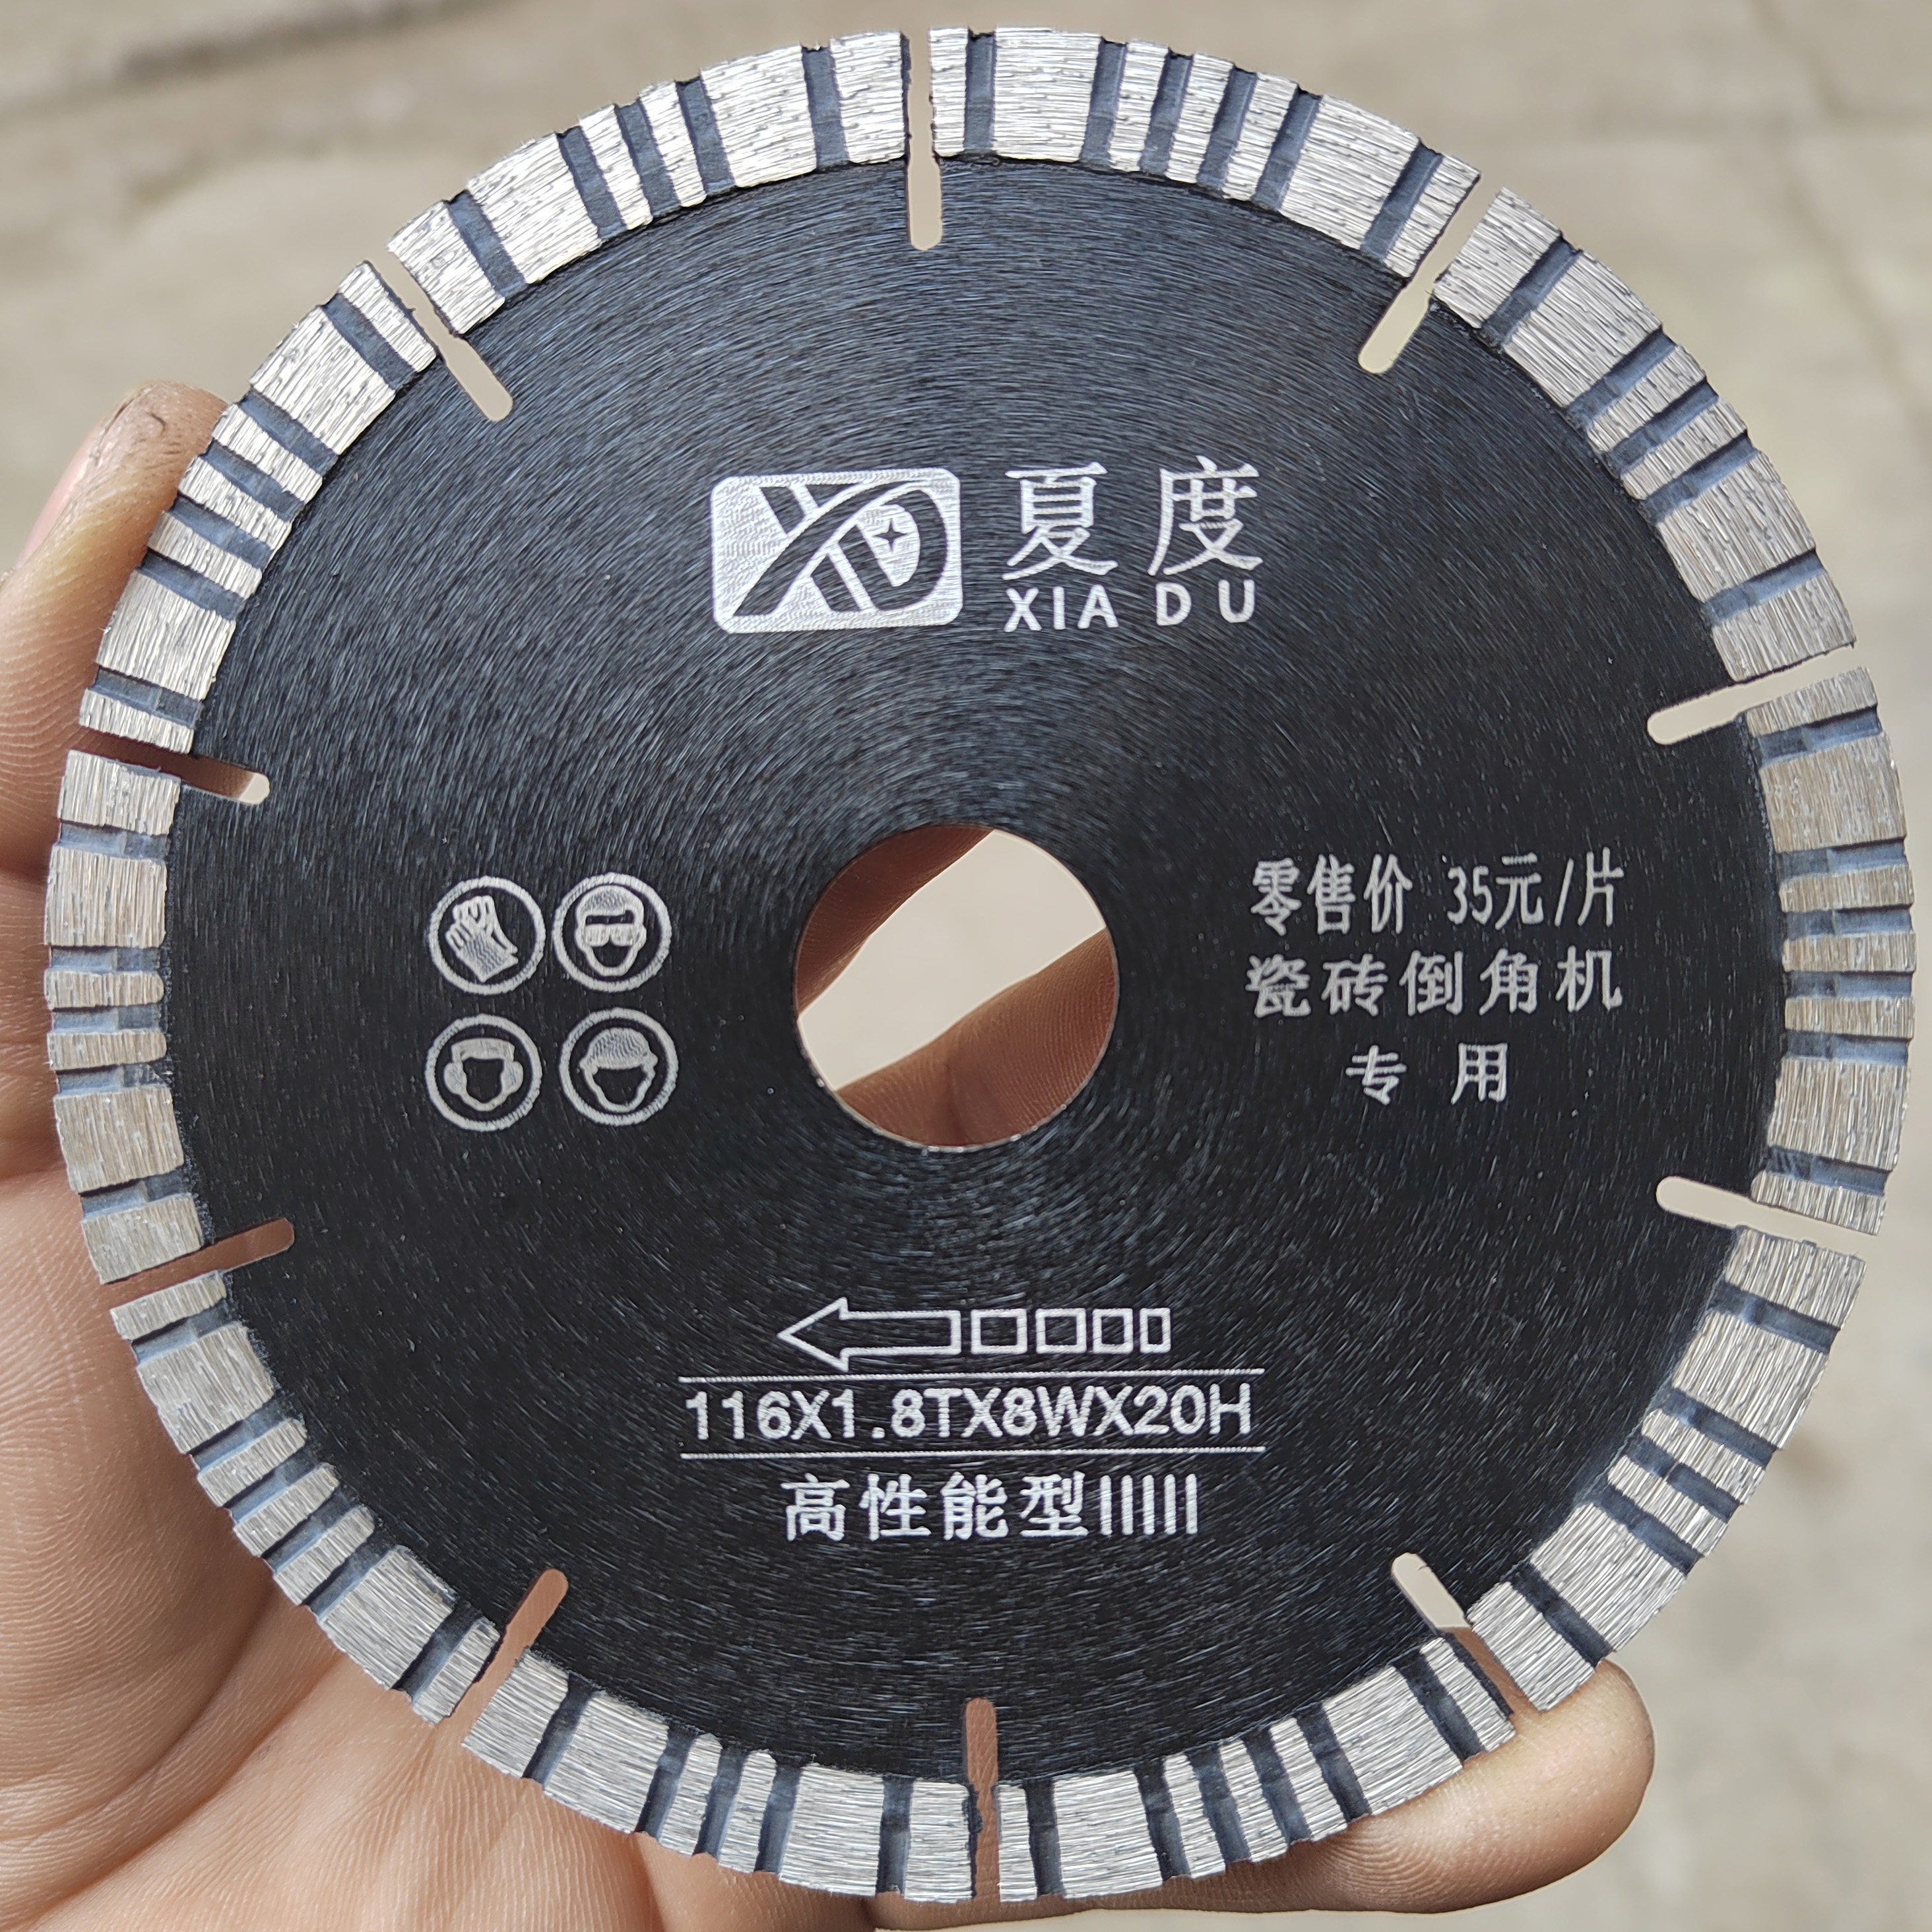 XD 夏度
XIA DU
零售价 35元/片
瓷砖倒角机
专用
116X1.8TX8WX20H
高性能型